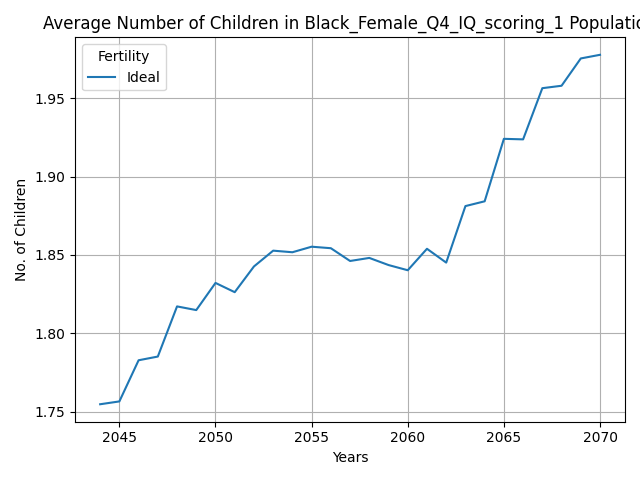 Average Number of Children in Black_Female_Q4_IQ_scoring_1 Populatio
Fertility
Ideal
No. of Children
1.95
1.90
1.85
1.80
1.75
2045 2050 2055 2060 2065 2070
Years